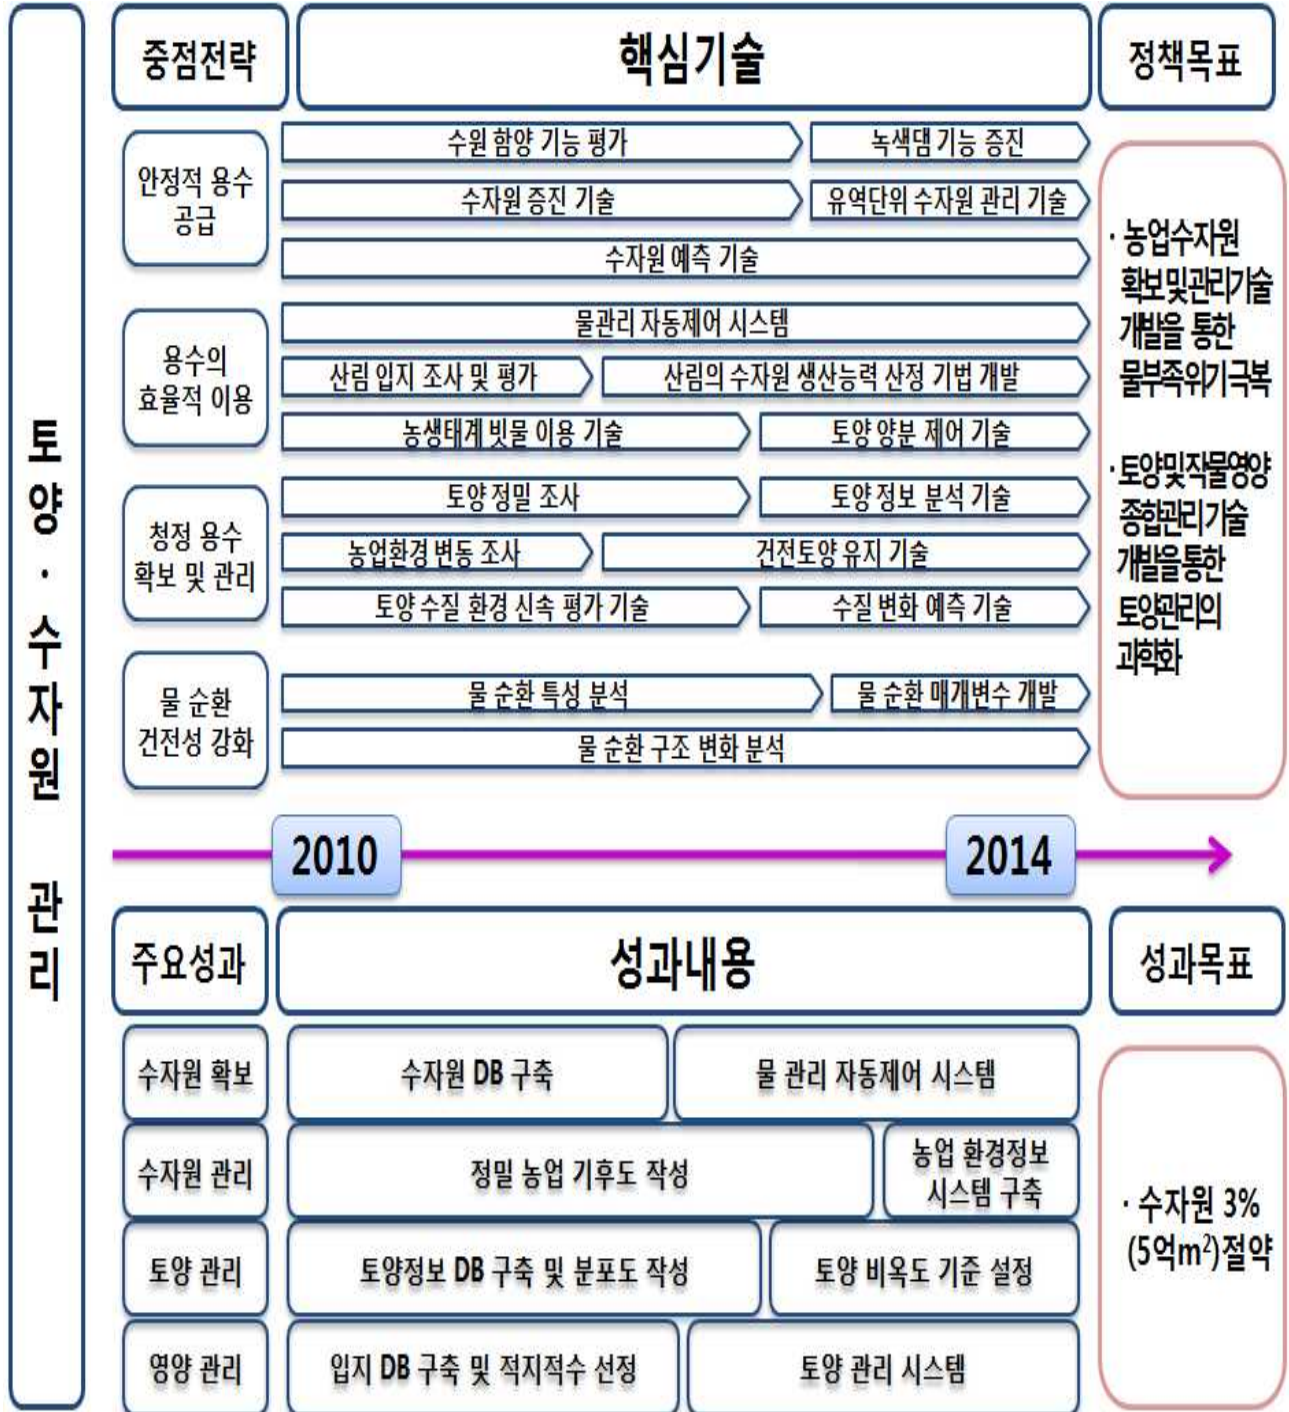 토양·수자원 관리
중점전략
핵심기술
정책목표
안정적 용수
공급
수원 함양 기능 평가
녹색댐 기능 증진
수자원 증진 기술
유역단위 수자원 관리 기술
수자원 예측 기술
용수의
효율적 이용
물관리 자동제어 시스템
산림 입지 조사 및 평가
산림의 수자원 생산능력 산정 기법 개발
농생태계 빗물 이용 기술
토양 양분 제어 기술
청정 용수
확보 및 관리
토양 정밀 조사
토양 정보 분석 기술
농업환경 변동 조사
건전토양 유지 기술
토양 수질 환경 신속 평가 기술
수질 변화 예측 기술
물 순환
건전성 강화
물 순환 특성 분석
물 순환 매개변수 개발
물 순환 구조 변화 분석
· 농업수자원
확보및관리기술
개발을 통한
물부족위기극복
· 토양및작물영양
종합관리기술
개발을통한
토양관리의
과학화
2010
2014
주요성과
성과내용
성과목표
수자원 확보
수자원 DB 구축
물 관리 자동제어 시스템
수자원 관리
정밀 농업 기후도 작성
농업 환경정보
시스템 구축
토양 관리
토양정보 DB 구축 및 분포도 작성
토양 비옥도 기준 설정
영양 관리
입지 DB 구축 및 적지적수 선정
토양 관리 시스템
· 수자원 3%
(5억m²)절약